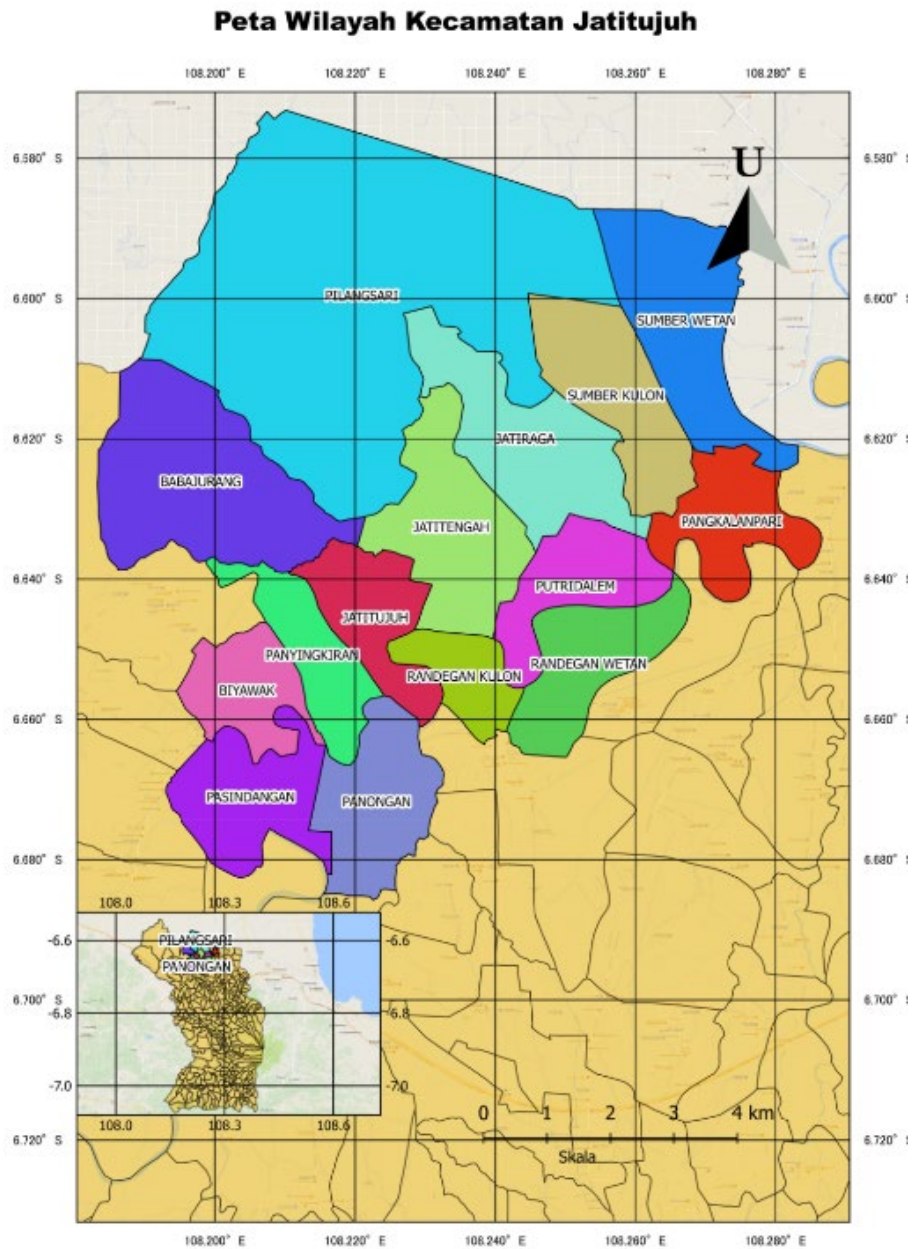 Peta Wilayah Kecamatan Jatitujuh
108.200° E 108.220° E 108.240° E 108.260° E 108.280° E
6.580° S 6.580° S
U
PILANGSARI
6.600° S 6.600° S
SUMBER WETAN
SUMBER KULON
JATIRAGA
6.620° S 6.620° S
BABAJURANG
PANGKALANPARI
JATITENGAH
6.640° S 6.640° S
PUTRIDALEM
JATITUJUH
PANYINGKIRAN
RANDEGAN WETAN
RANDEGAN KULON
BIYAWAK
6.660° S 6.660° S
PASINDANGAN
PANONGAN
6.680° S 6.680° S
108.0 108.3 108.6
-6.6 -6.6
PILANGSARI
PANONGAN
6.700° S 6.700° S
-6.8 -6.8
-7.0 -7.0
108.0 108.3 108.6
0 1 2 3 4 km
6.720° S 6.720° S
Skala
108.200° E 108.220° E 108.240° E 108.260° E 108.280° E